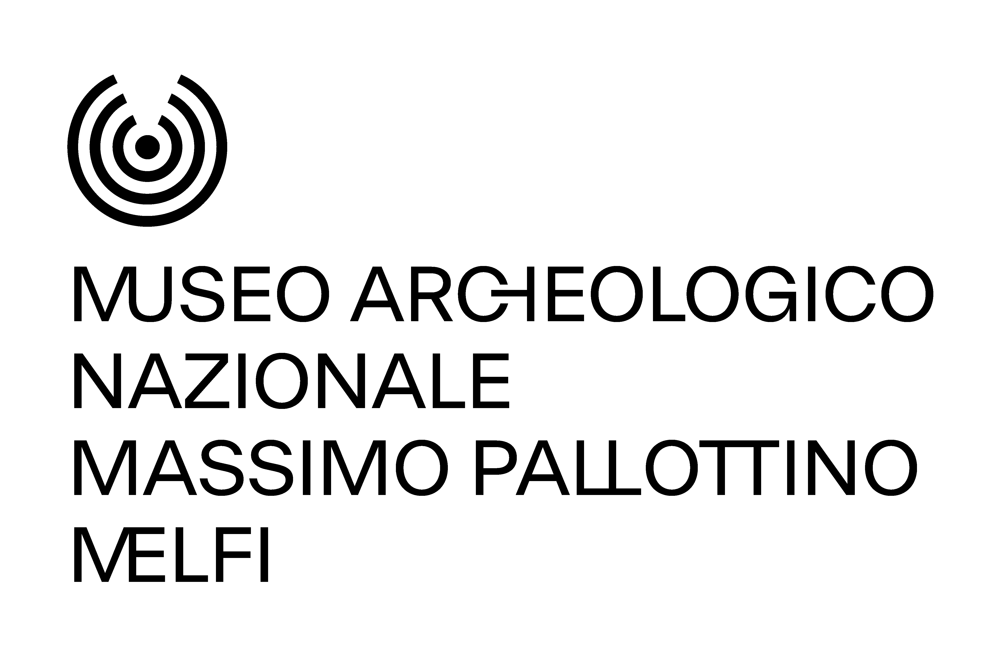 MUSEO ARCHEOLOGICO
NAZIONALE
MASSIMO PALLOTTINO
MELFI